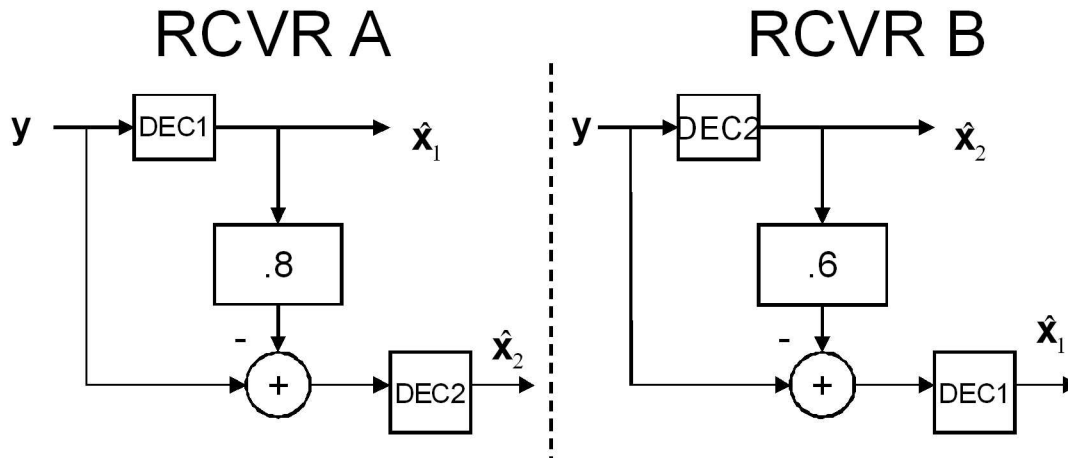 RCVR A
y
DEC1
x̂₁
.8
-
+
DEC2
x̂₂
RCVR B
y
DEC2
x̂₂
.6
-
+
DEC1
x̂₁